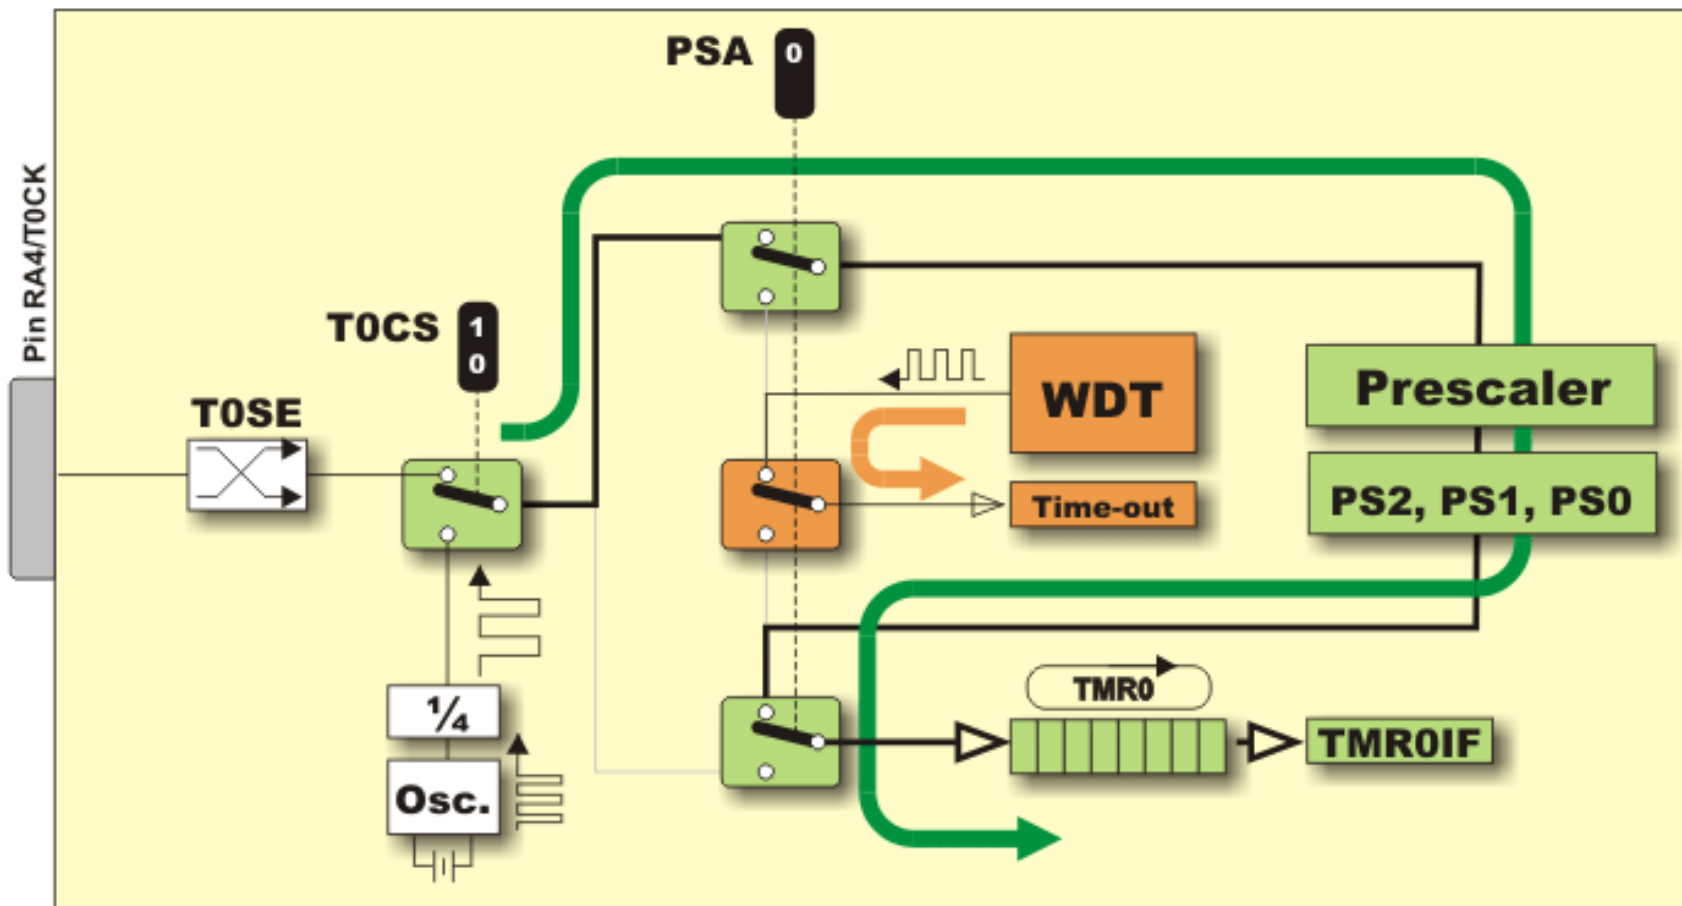 PSA
0
Pin RA4/T0CK
T0CS
1
0
T0SE
WDT
Prescaler
Time-out
PS2, PS1, PS0
¼
TMR0
Osc.
TMR0IF